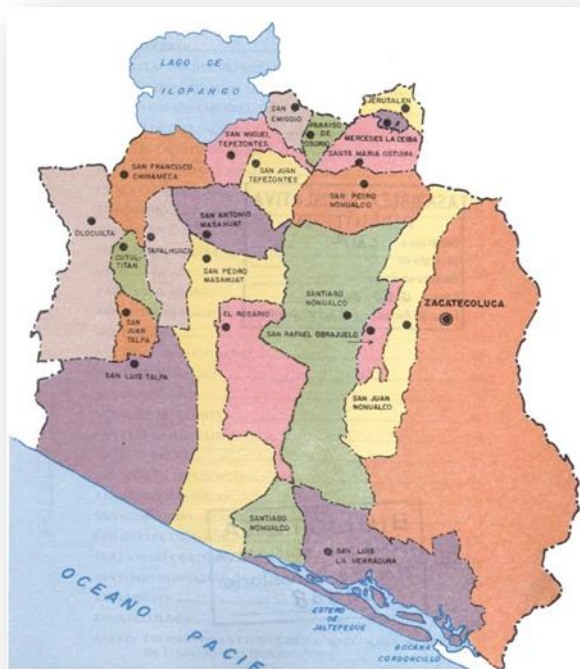 LAGO DE
ILOPANGO
JERUSALEN
SAN
EMIGDIO
PARAISO
DE
OSORIO
MERCEDES LA CEIBA
SAN MIGUEL
TEPEZONTES
SANTA MARIA OSTUMA
SAN FRANCISCO
CHINAMECA
SAN JUAN
TEPEZONTES
SAN PEDRO
NONUALCO
SAN ANTONIO
MASAHUAT
OLOCUILTA
TAPALHUACA
CUYUL-
TITAN
SAN PEDRO
MASAHUAT
SANTIAGO
NONUALCO
ZACATECOLUCA
SAN
JUAN
TALPA
EL ROSARIO
SAN RAFAEL OBRAJUELO
SAN LUIS TALPA
SAN JUAN
NONUALCO
SANTIAGO
NONUALCO
SAN LUIS
LA HERRADURA
OCEANO PACIF
ESTERO
DE
JALTEPEQUE
BOCANA
CORDONCILLO